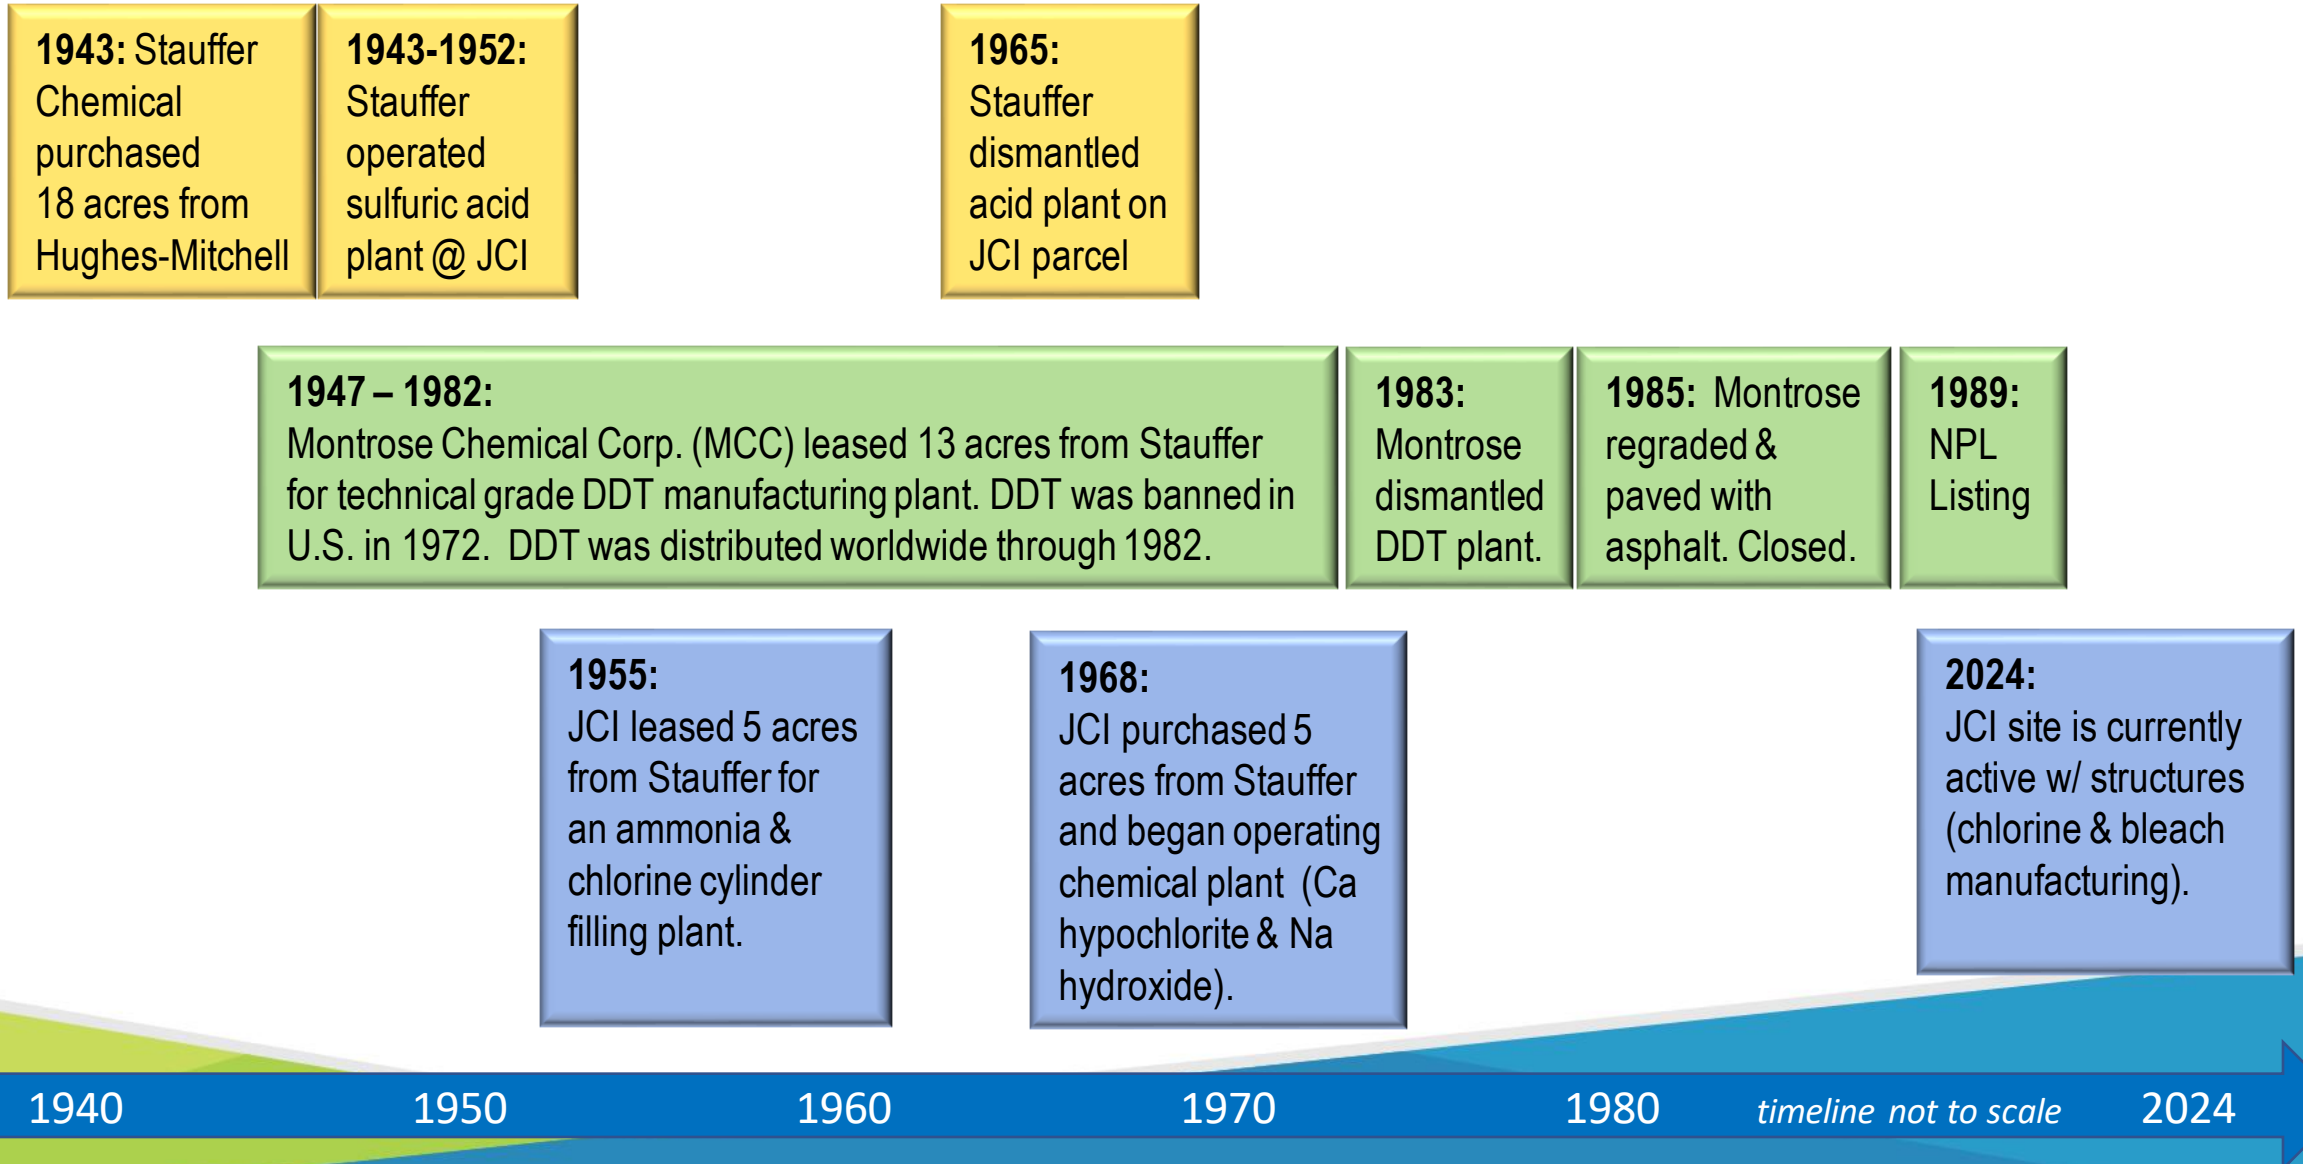 1943: Stauffer
Chemical
purchased
18 acres from
Hughes-Mitchell
1943-1952:
Stauffer
operated
sulfuric acid
plant @ JCI
1965:
Stauffer
dismantled
acid plant on
JCI parcel
1947 – 1982:
Montrose Chemical Corp. (MCC) leased 13 acres from Stauffer
for technical grade DDT manufacturing plant. DDT was banned in
U.S. in 1972. DDT was distributed worldwide through 1982.
1983:
Montrose
dismantled
DDT plant.
1985: Montrose
regraded &
paved with
asphalt. Closed.
1989:
NPL
Listing
1955:
JCI leased 5 acres
from Stauffer for
an ammonia &
chlorine cylinder
filling plant.
1968:
JCI purchased 5
acres from Stauffer
and began operating
chemical plant (Ca
hypochlorite & Na
hydroxide).
2024:
JCI site is currently
active w/ structures
(chlorine & bleach
manufacturing).
1940 1950 1960 1970 1980 timeline not to scale 2024